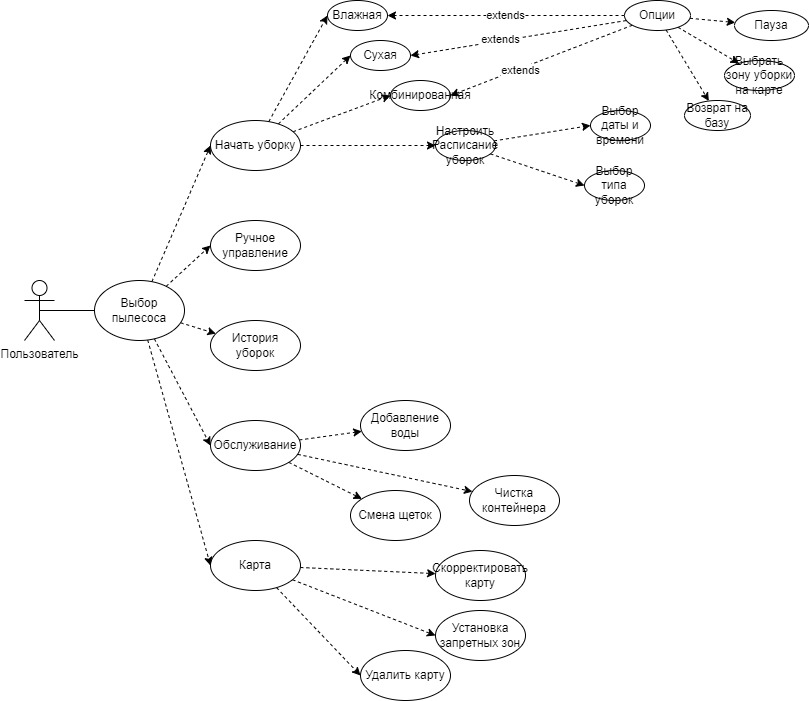 Влажная
extends
Опции
Пауза
Сухая
extends
extends
Выбрать
зону уборки
на карте
Комбинированная
Возврат на
базу
Начать уборку
Настроить
Расписание
уборок
Выбор
даты и
времени
Выбор
типа
уборок
Ручное
управление
Выбор
пылесоса
Пользователь
История
уборок
Обслуживание
Добавление
воды
Чистка
контейнера
Смена щеток
Карта
Скорректировать
карту
Установка
запретных зон
Удалить карту